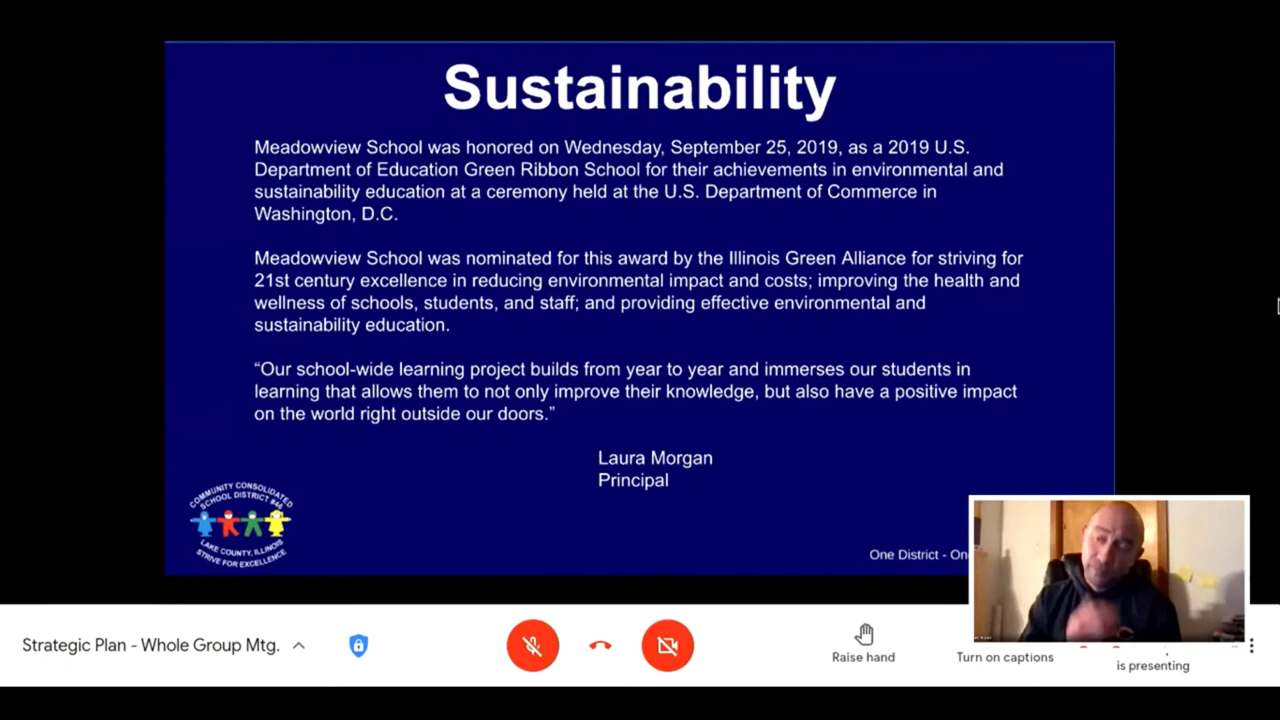 Sustainability
Meadowview School was honored on Wednesday, September 25, 2019, as a 2019 U.S.
Department of Education Green Ribbon School for their achievements in environmental and
sustainability education at a ceremony held at the U.S. Department of Commerce in
Washington, D.C.
Meadowview School was nominated for this award by the Illinois Green Alliance for striving for
21st century excellence in reducing environmental impact and costs; improving the health and
wellness of schools, students, and staff; and providing effective environmental and
sustainability education.
“Our school-wide learning project builds from year to year and immerses our students in
learning that allows them to not only improve their knowledge, but also have a positive impact
on the world right outside our doors.”
Laura Morgan
Principal
COMMUNITY CONSOLIDATED
SCHOOL DISTRICT #46
LAKE COUNTY, ILLINOIS
STRIVE FOR EXCELLENCE
One District -
Strategic Plan - Whole Group Mtg.
Raise hand
Turn on captions
is presenting